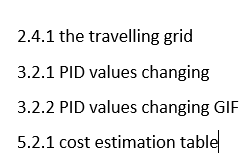 2.4.1 the travelling grid
3.2.1 PID values changing
3.2.2 PID values changing GIF
5.2.1 cost estimation table